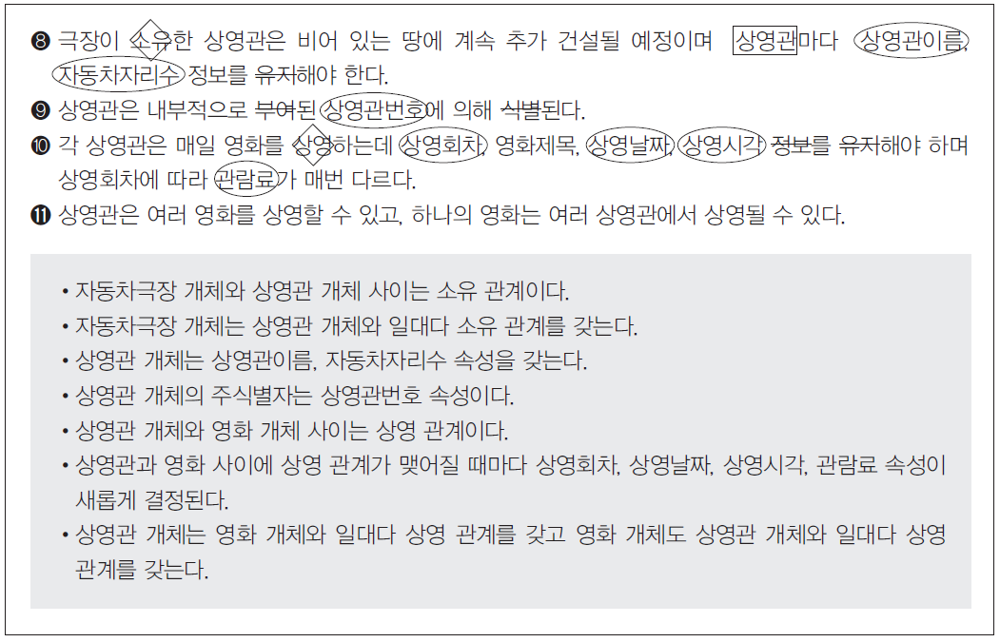 ❽ 극장이 소유한 상영관은 비어 있는 땅에 계속 추가 건설될 예정이며 상영관마다 상영관이름,
자동차자리수 정보를 유지해야 한다.
❾ 상영관은 내부적으로 부여된 상영관번호에 의해 식별된다.
❿ 각 상영관은 매일 영화를 상영하는데 상영회차, 영화제목, 상영날짜, 상영시각 정보를 유지해야 하며
상영회차에 따라 관람료가 매번 다르다.
⓫ 상영관은 여러 영화를 상영할 수 있고, 하나의 영화는 여러 상영관에서 상영될 수 있다.
• 자동차극장 개체와 상영관 개체 사이는 소유 관계이다.
• 자동차극장 개체는 상영관 개체와 일대다 소유 관계를 갖는다.
• 상영관 개체는 상영관이름, 자동차자리수 속성을 갖는다.
• 상영관 개체의 주식별자는 상영관번호 속성이다.
• 상영관 개체와 영화 개체 사이는 상영 관계이다.
• 상영관과 영화 사이에 상영 관계가 맺어질 때마다 상영회차, 상영날짜, 상영시각, 관람료 속성이
새롭게 결정된다.
• 상영관 개체는 영화 개체와 일대다 상영 관계를 갖고 영화 개체도 상영관 개체와 일대다 상영
관계를 갖는다.